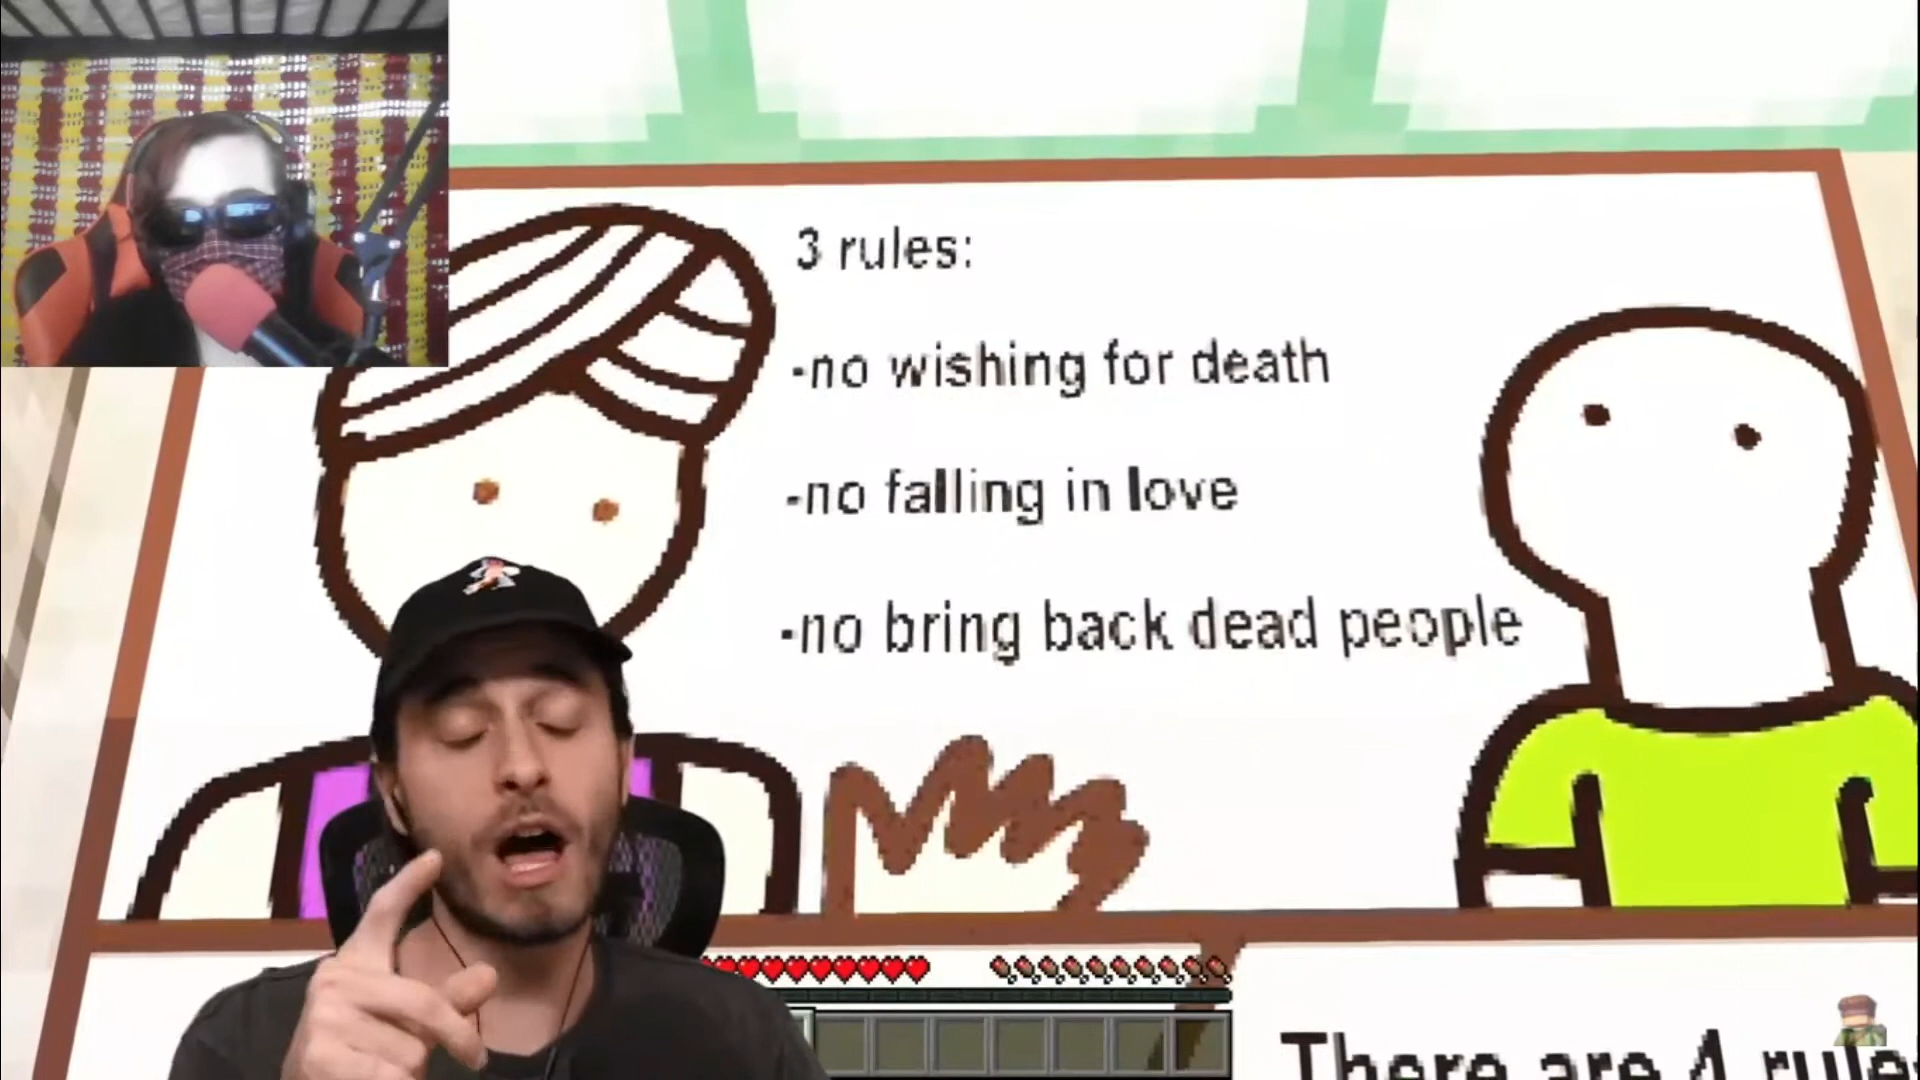 3 rules:
-no wishing for death
-no falling in love
-no bring back dead people
There are 4 rules